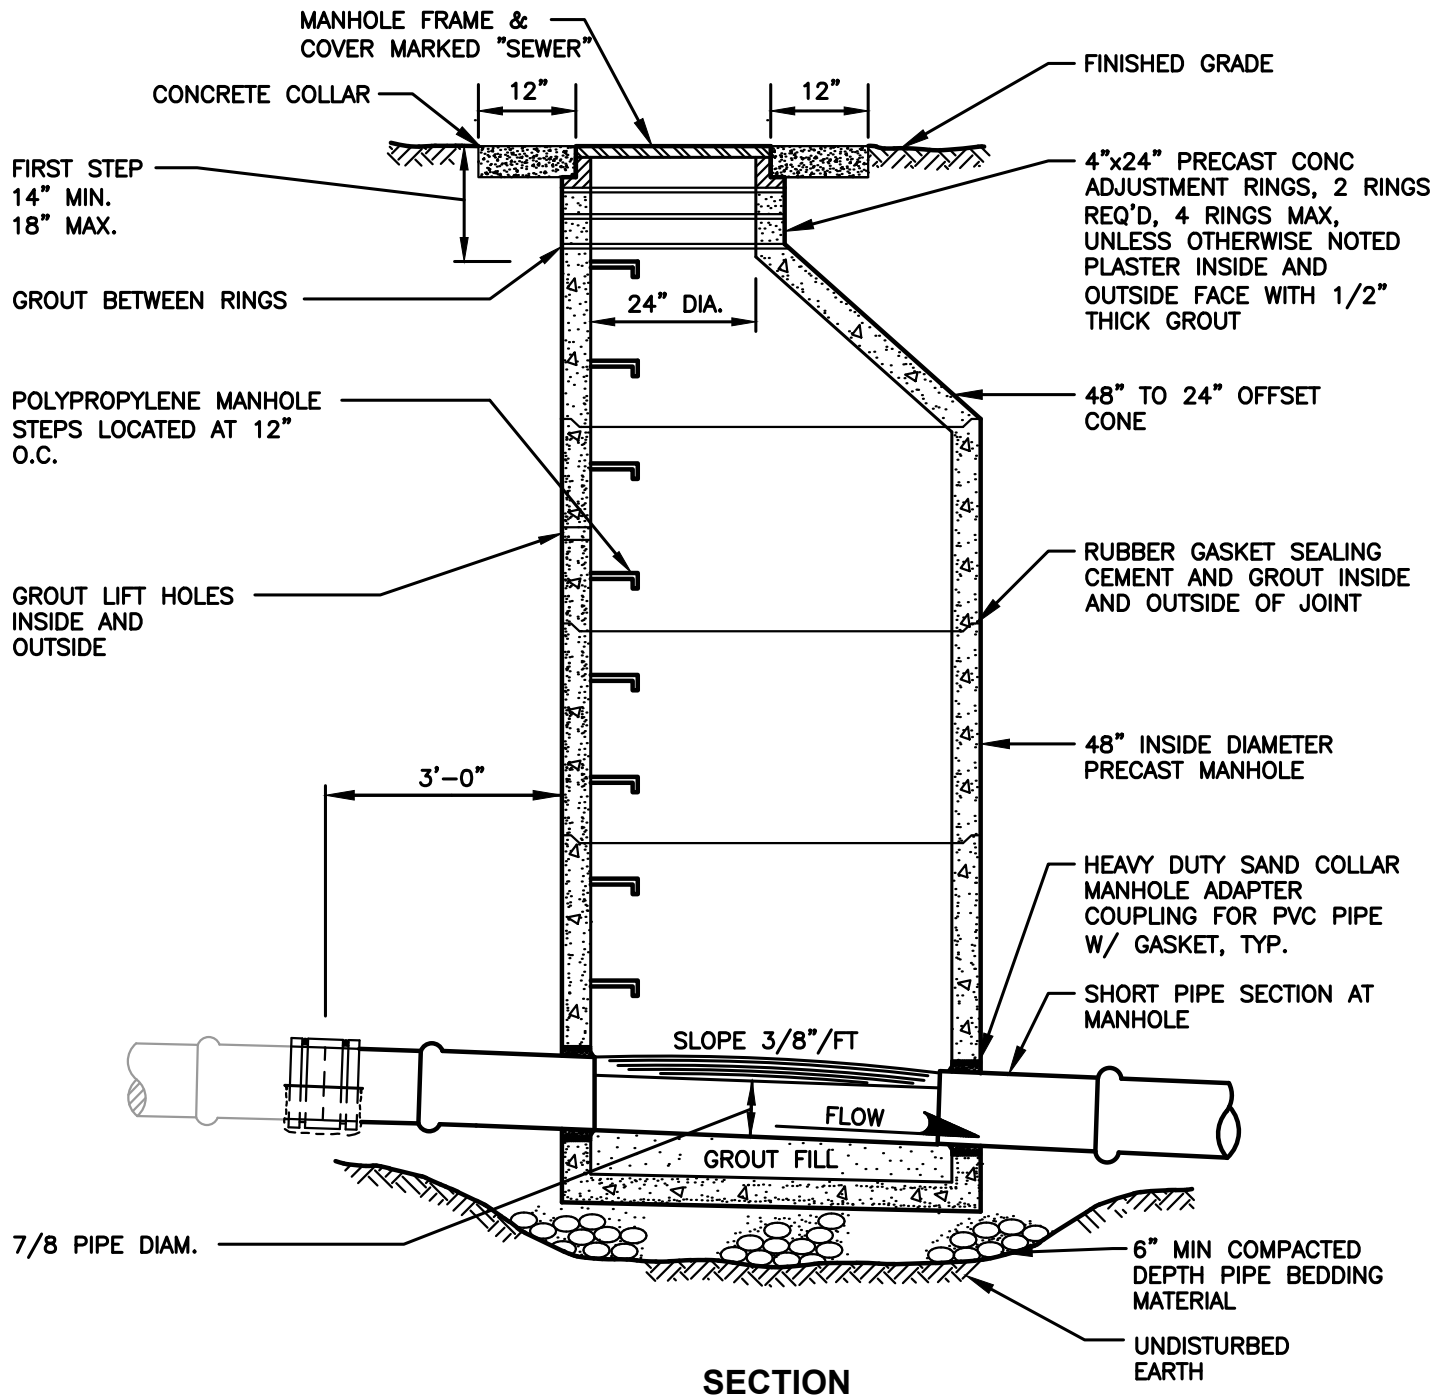 MANHOLE FRAME &
COVER MARKED "SEWER"
CONCRETE COLLAR
12"
12"
FINISHED GRADE
FIRST STEP
14" MIN.
18" MAX.
4"x24" PRECAST CONC
ADJUSTMENT RINGS, 2 RINGS
REQ'D, 4 RINGS MAX,
UNLESS OTHERWISE NOTED
PLASTER INSIDE AND
OUTSIDE FACE WITH 1/2"
THICK GROUT
GROUT BETWEEN RINGS
24" DIA.
POLYPROPYLENE MANHOLE
STEPS LOCATED AT 12"
O.C.
48" TO 24" OFFSET
CONE
GROUT LIFT HOLES
INSIDE AND
OUTSIDE
RUBBER GASKET SEALING
CEMENT AND GROUT INSIDE
AND OUTSIDE OF JOINT
3'-0"
48" INSIDE DIAMETER
PRECAST MANHOLE
HEAVY DUTY SAND COLLAR
MANHOLE ADAPTER
COUPLING FOR PVC PIPE
W/ GASKET, TYP.
SHORT PIPE SECTION AT
MANHOLE
SLOPE 3/8"/FT
FLOW
GROUT FILL
7/8 PIPE DIAM.
6" MIN COMPACTED
DEPTH PIPE BEDDING
MATERIAL
UNDISTURBED
EARTH
SECTION